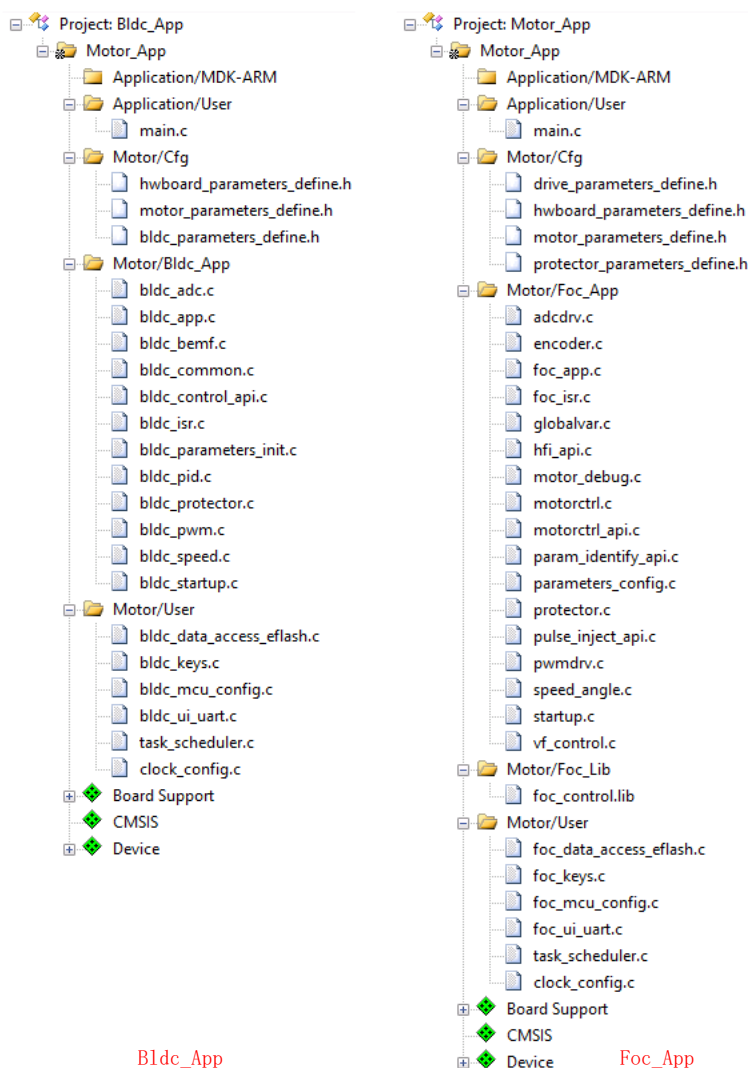 Project: Bldc_App
Motor_App
Application/MDK-ARM
Application/User
main.c
Motor/Cfg
hwboard_parameters_define.h
motor_parameters_define.h
bldc_parameters_define.h
Motor/Bldc_App
bldc_adc.c
bldc_app.c
bldc_bemf.c
bldc_common.c
bldc_control_api.c
bldc_isr.c
bldc_parameters_init.c
bldc_pid.c
bldc_protector.c
bldc_pwm.c
bldc_speed.c
bldc_startup.c
Motor/User
bldc_data_access_eflash.c
bldc_keys.c
bldc_mcu_config.c
bldc_ui_uart.c
task_scheduler.c
clock_config.c
Board Support
CMSIS
Device
Bldc_App
Project: Motor_App
Motor_App
Application/MDK-ARM
Application/User
main.c
Motor/Cfg
drive_parameters_define.h
hwboard_parameters_define.h
motor_parameters_define.h
protector_parameters_define.h
Motor/Foc_App
adcdrv.c
encoder.c
foc_app.c
foc_isr.c
globalvar.c
hfi_api.c
motor_debug.c
motorctrl.c
motorctrl_api.c
param_identify_api.c
parameters_config.c
protector.c
pulse_inject_api.c
pwmdrv.c
speed_angle.c
startup.c
vf_control.c
Motor/Foc_Lib
foc_control.lib
Motor/User
foc_data_access_eflash.c
foc_keys.c
foc_mcu_config.c
foc_ui_uart.c
task_scheduler.c
clock_config.c
Board Support
CMSIS
Device
Foc_App